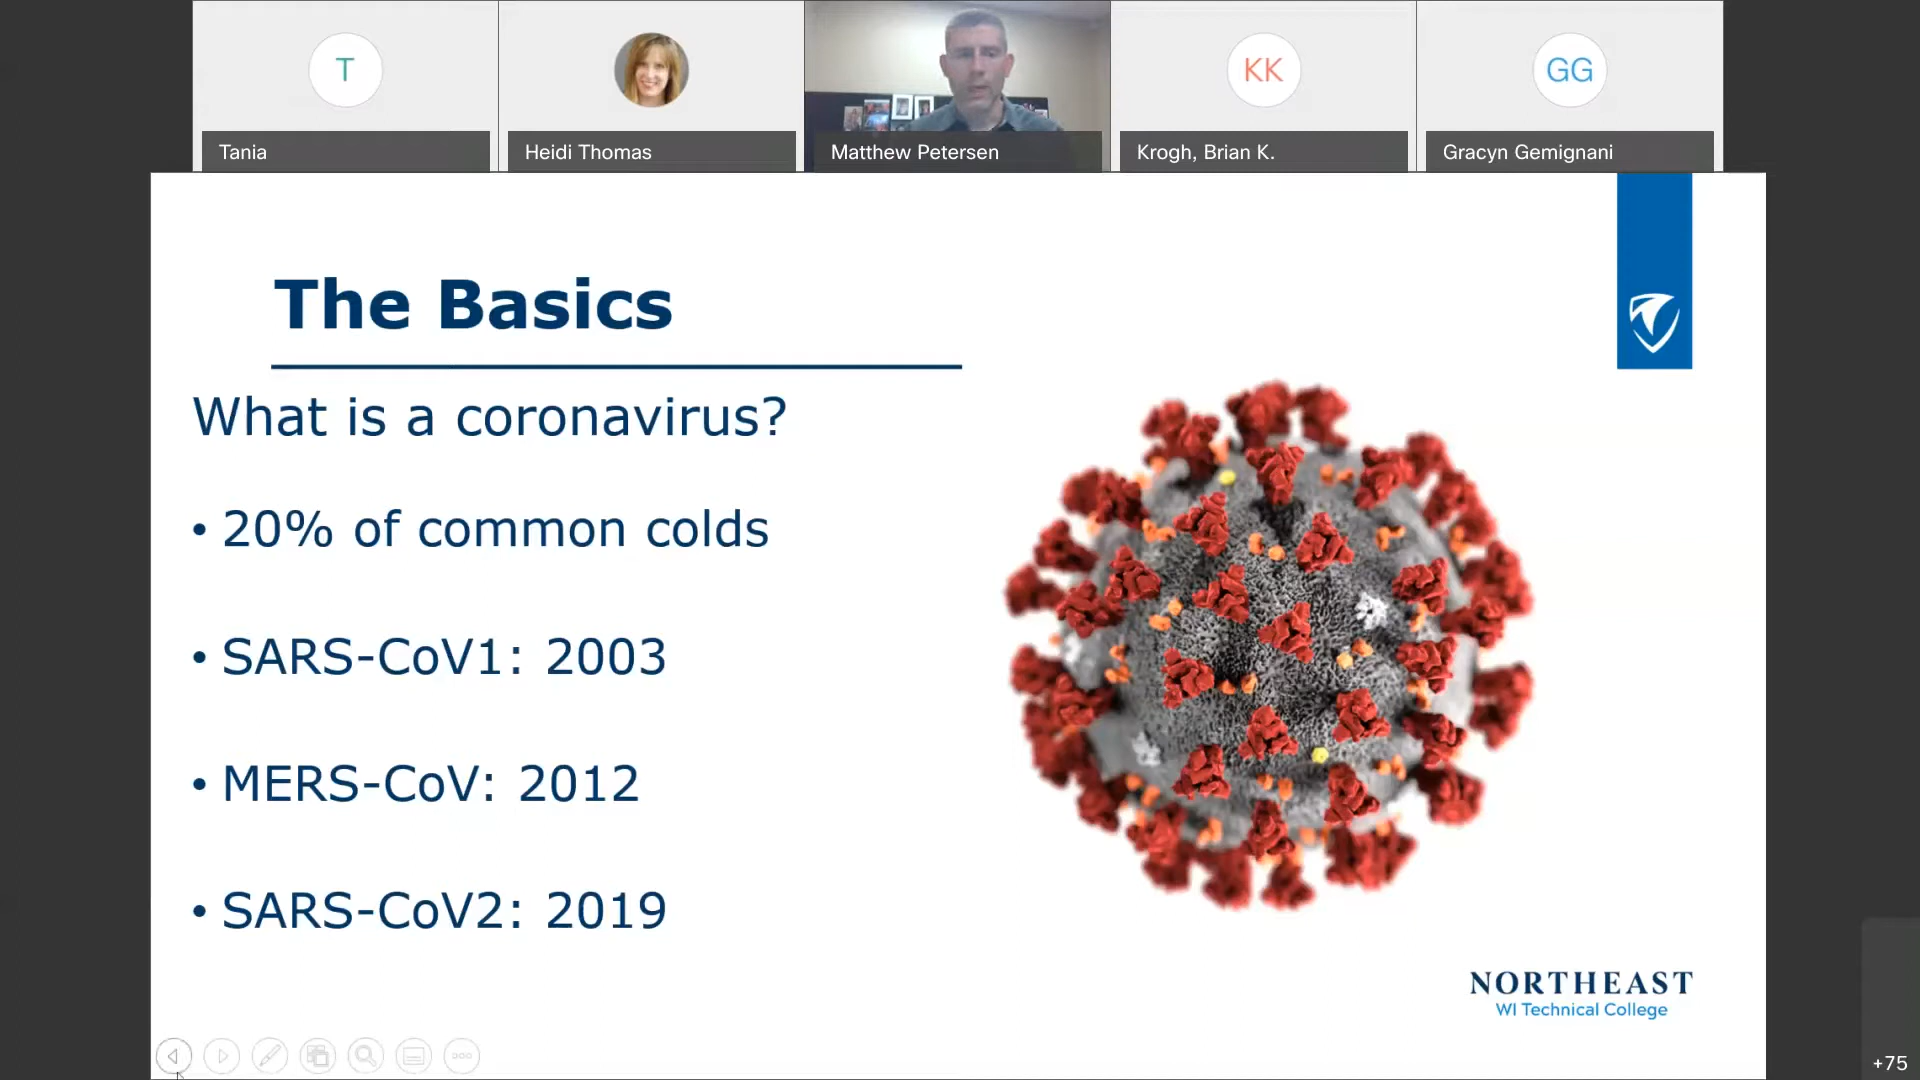 T
KK
GG
Tania
Heidi Thomas
Matthew Petersen
Krogh, Brian K.
Gracyn Gemignani
The Basics
What is a coronavirus?
• 20% of common colds
• SARS-CoV1: 2003
• MERS-CoV: 2012
• SARS-CoV2: 2019
NORTHEAST
WI Technical College
+75